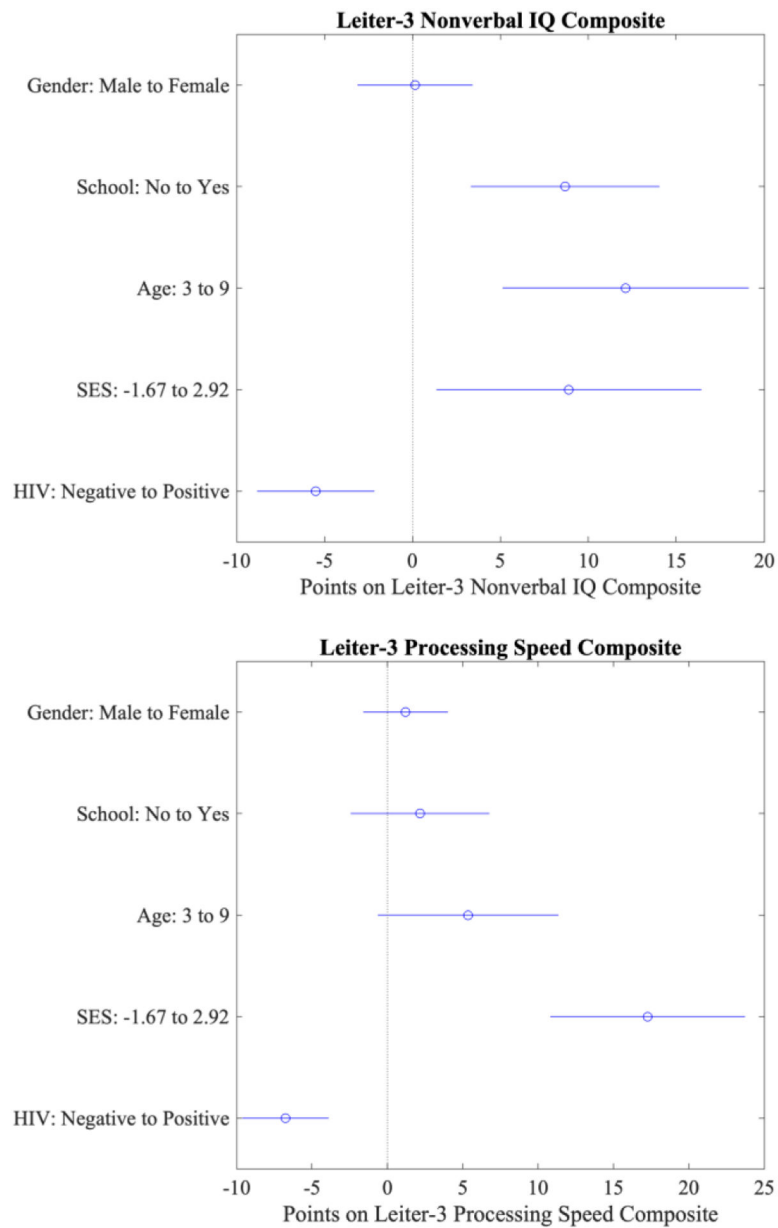 Leiter-3 Nonverbal IQ Composite
Gender: Male to Female
School: No to Yes
Age: 3 to 9
SES: -1.67 to 2.92
HIV: Negative to Positive
-10 -5 0 5 10 15 20
Points on Leiter-3 Nonverbal IQ Composite
Leiter-3 Processing Speed Composite
Gender: Male to Female
School: No to Yes
Age: 3 to 9
SES: -1.67 to 2.92
HIV: Negative to Positive
-10 -5 0 5 10 15 20 25
Points on Leiter-3 Processing Speed Composite